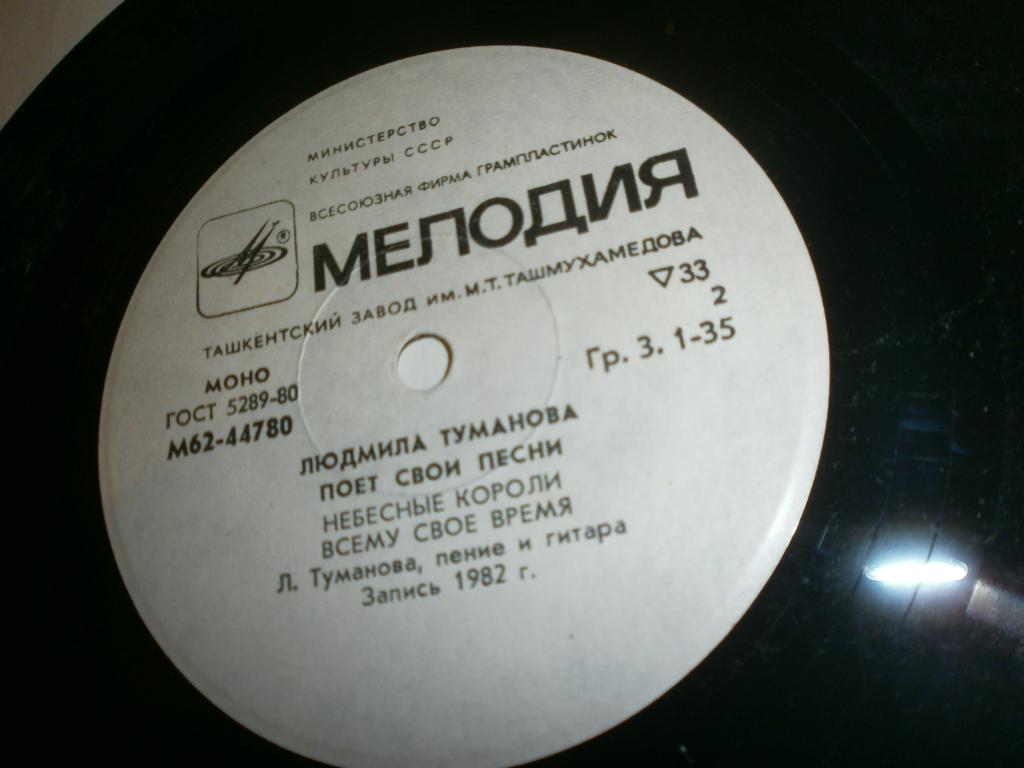 МИНИСТЕРСТВО
КУЛЬТУРЫ СССР
ВСЕСОЮЗНАЯ ФИРМА ГРАМПЛАСТИНОК
®
МЕЛОДИЯ
ТАШКЕНТСКИЙ ЗАВОД ИМ. М.Т. ТАШМУХАМЕДОВА
МОНО
ГОСТ 5289-80
М62-44780
▽33
2
Гр. 3. 1-35
ЛЮДМИЛА ТУМАНОВА
ПОЕТ СВОИ ПЕСНИ
НЕБЕСНЫЕ КОРОЛИ
ВСЕМУ СВОЕ ВРЕМЯ
Л. Туманова, пение и гитара
Запись 1982 г.